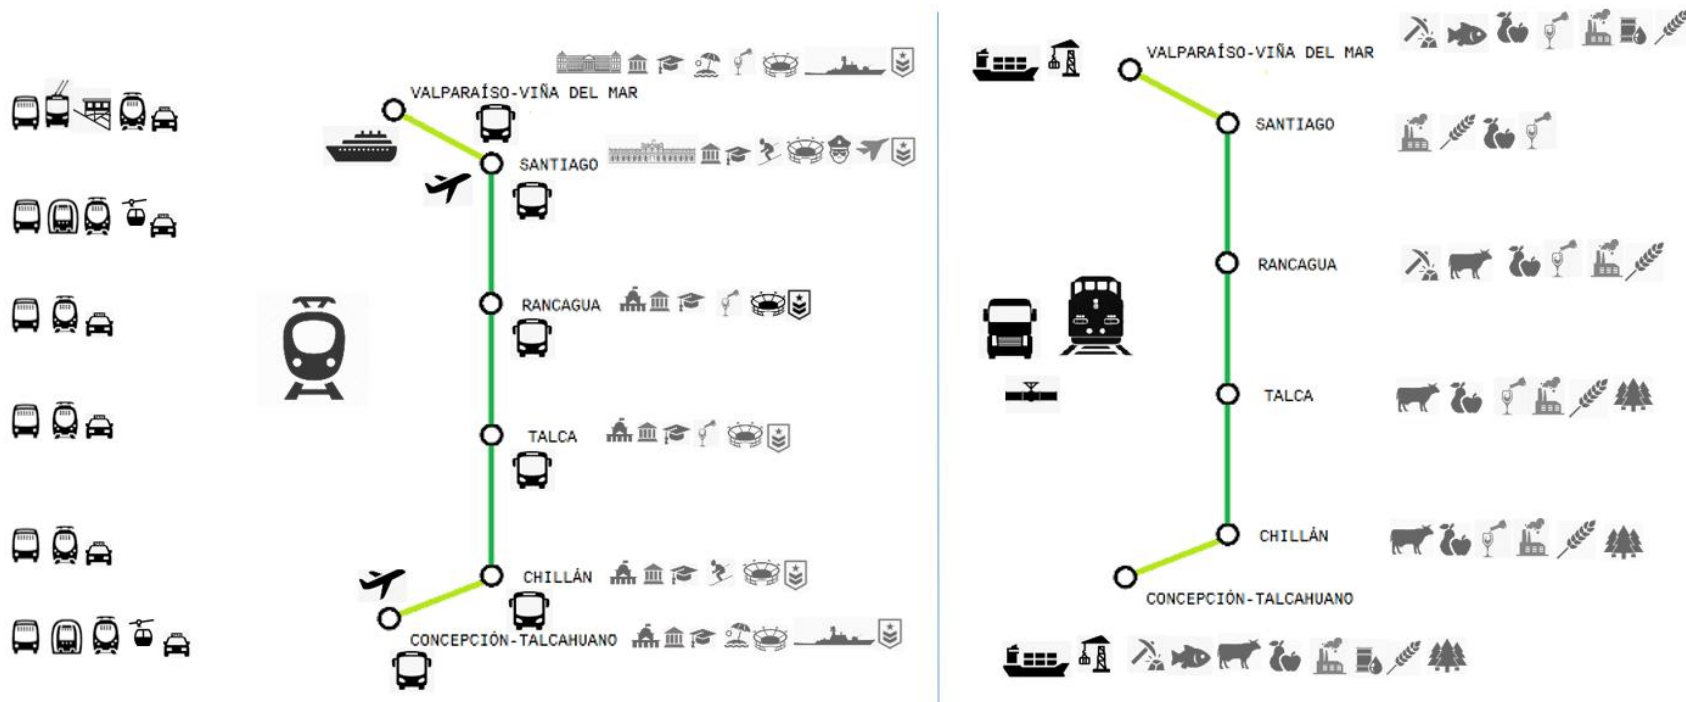 VALPARAÍSO-VIÑA DEL MAR
SANTIAGO
RANCAGUA
TALCA
CHILLÁN
CONCEPCIÓN-TALCAHUANO
VALPARAÍSO-VIÑA DEL MAR
SANTIAGO
RANCAGUA
TALCA
CHILLÁN
CONCEPCIÓN-TALCAHUANO